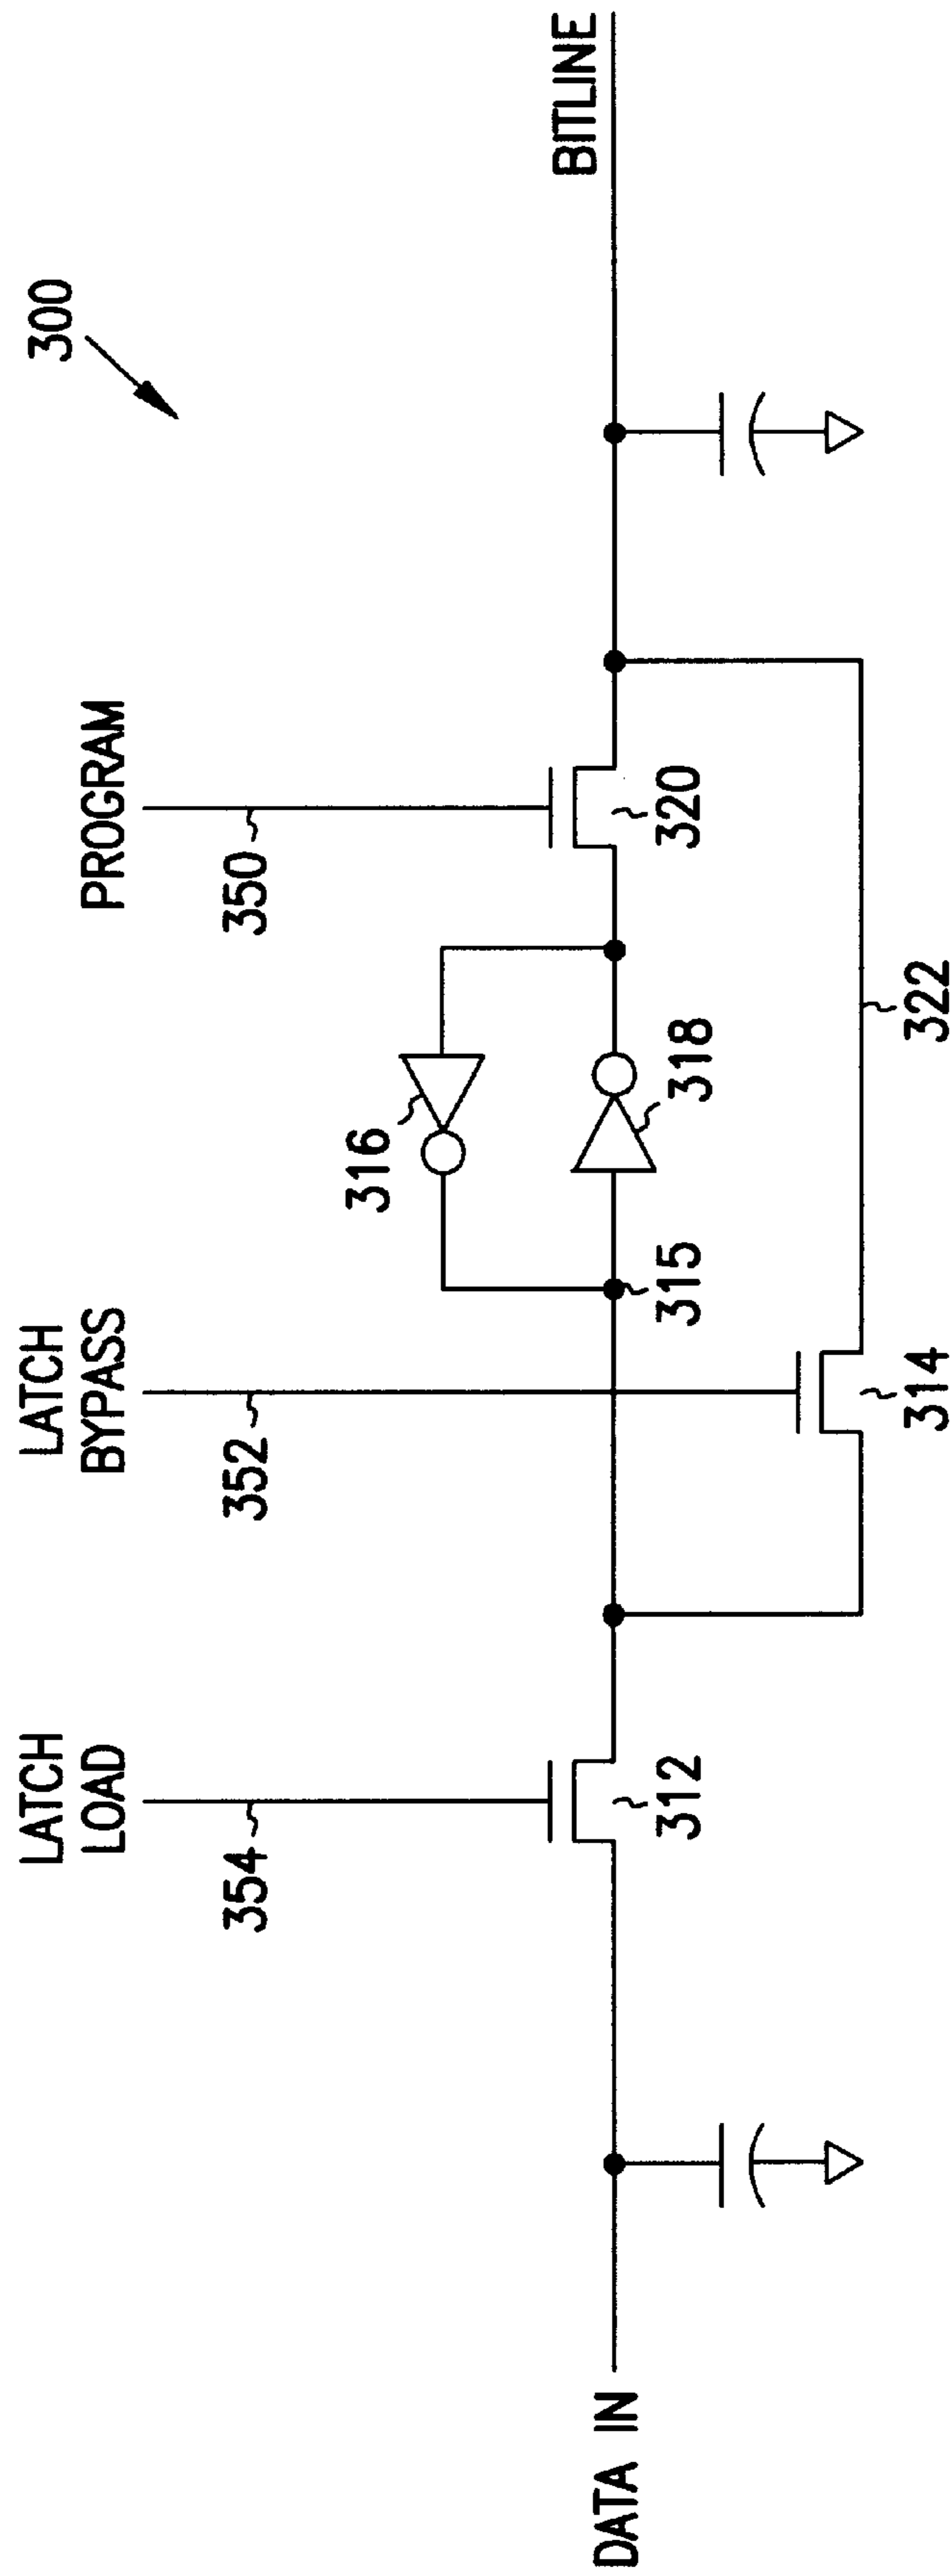 300
LATCH
LOAD
LATCH
BYPASS
PROGRAM
354
352
350
316
318
BITLINE
DATA IN
312
315
320
314
322